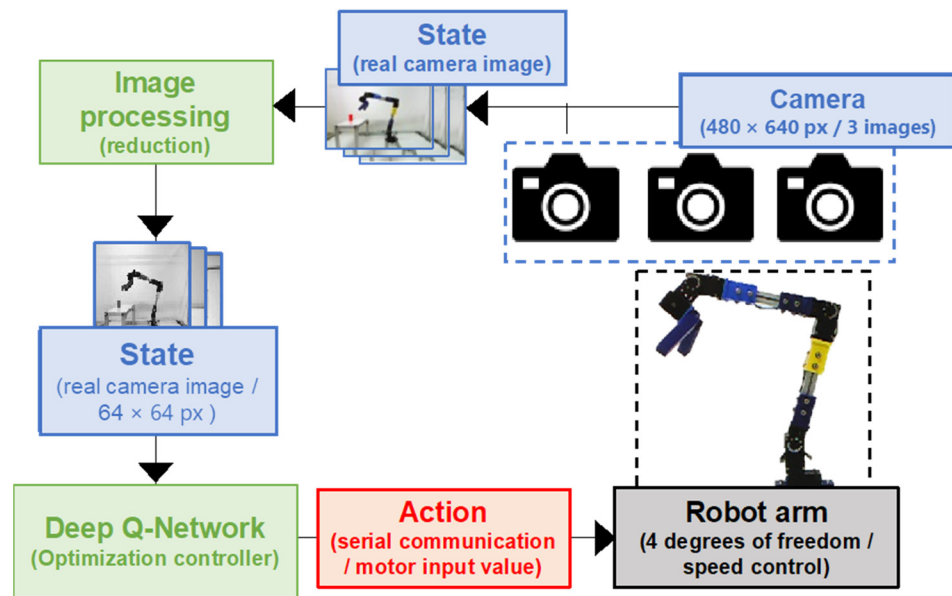 State
(real camera image)
Image
processing
(reduction)
Camera
(480 × 640 px / 3 images)
State
(real camera image /
64 × 64 px )
Deep Q-Network
(Optimization controller)
Action
(serial communication
/ motor input value)
Robot arm
(4 degrees of freedom /
speed control)